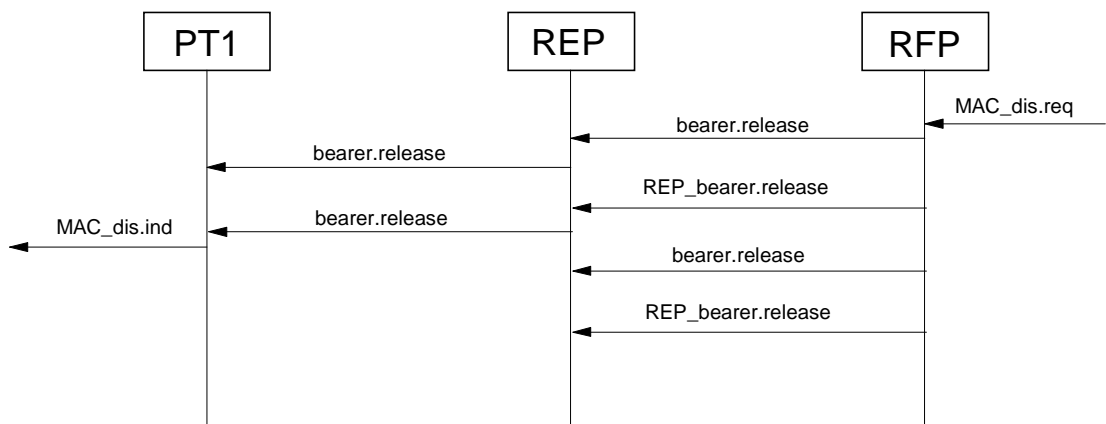 PT1
REP
RFP
MAC_dis.req
bearer.release
bearer.release
REP_bearer.release
bearer.release
MAC_dis.ind
bearer.release
REP_bearer.release